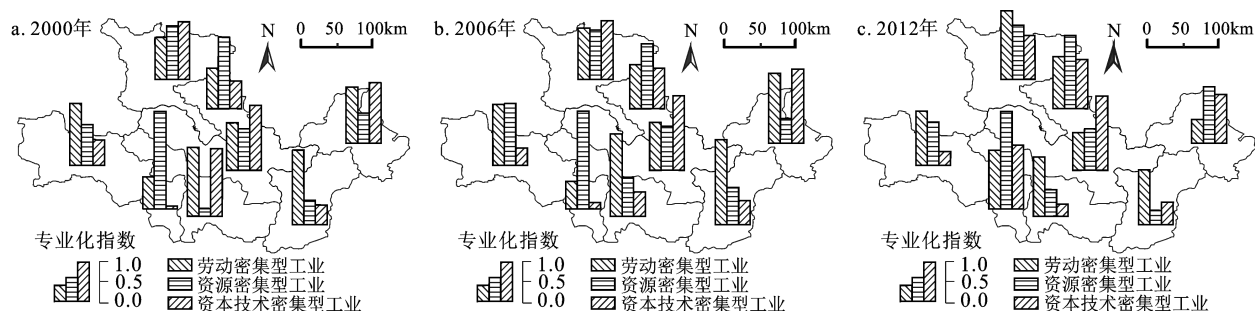 a. 2000年
N
0 50 100km
专业化指数
1.0
0.5
0.0
劳动密集型工业
资源密集型工业
资本技术密集型工业
b. 2006年
N
0 50 100km
专业化指数
1.0
0.5
0.0
劳动密集型工业
资源密集型工业
资本技术密集型工业
c. 2012年
N
0 50 100km
专业化指数
1.0
0.5
0.0
劳动密集型工业
资源密集型工业
资本技术密集型工业